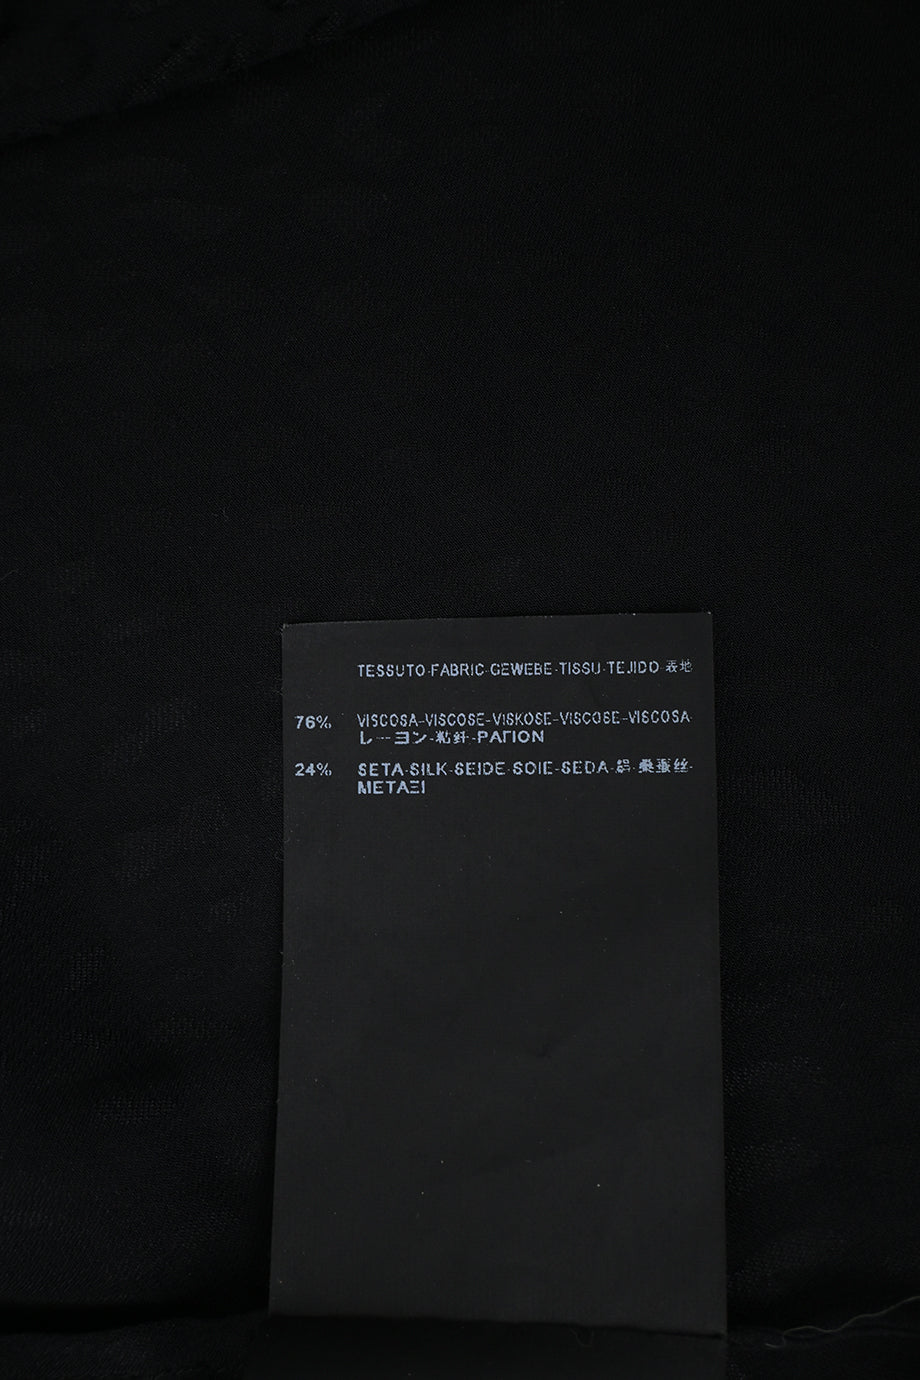 TESSUTO-FABRIC-GEWEBE-TISSU-TEJIDO-表地
76% VISCOSA-VISCOSE-VISKOSE-VISCOSE-VISCOSA-
レーヨン-粘纤-ΡΑΓΙΟΝ
24% SETA-SILK-SEIDE-SOIE-SEDA-絹-桑蚕丝-
ΜΕΤΑΞΙ